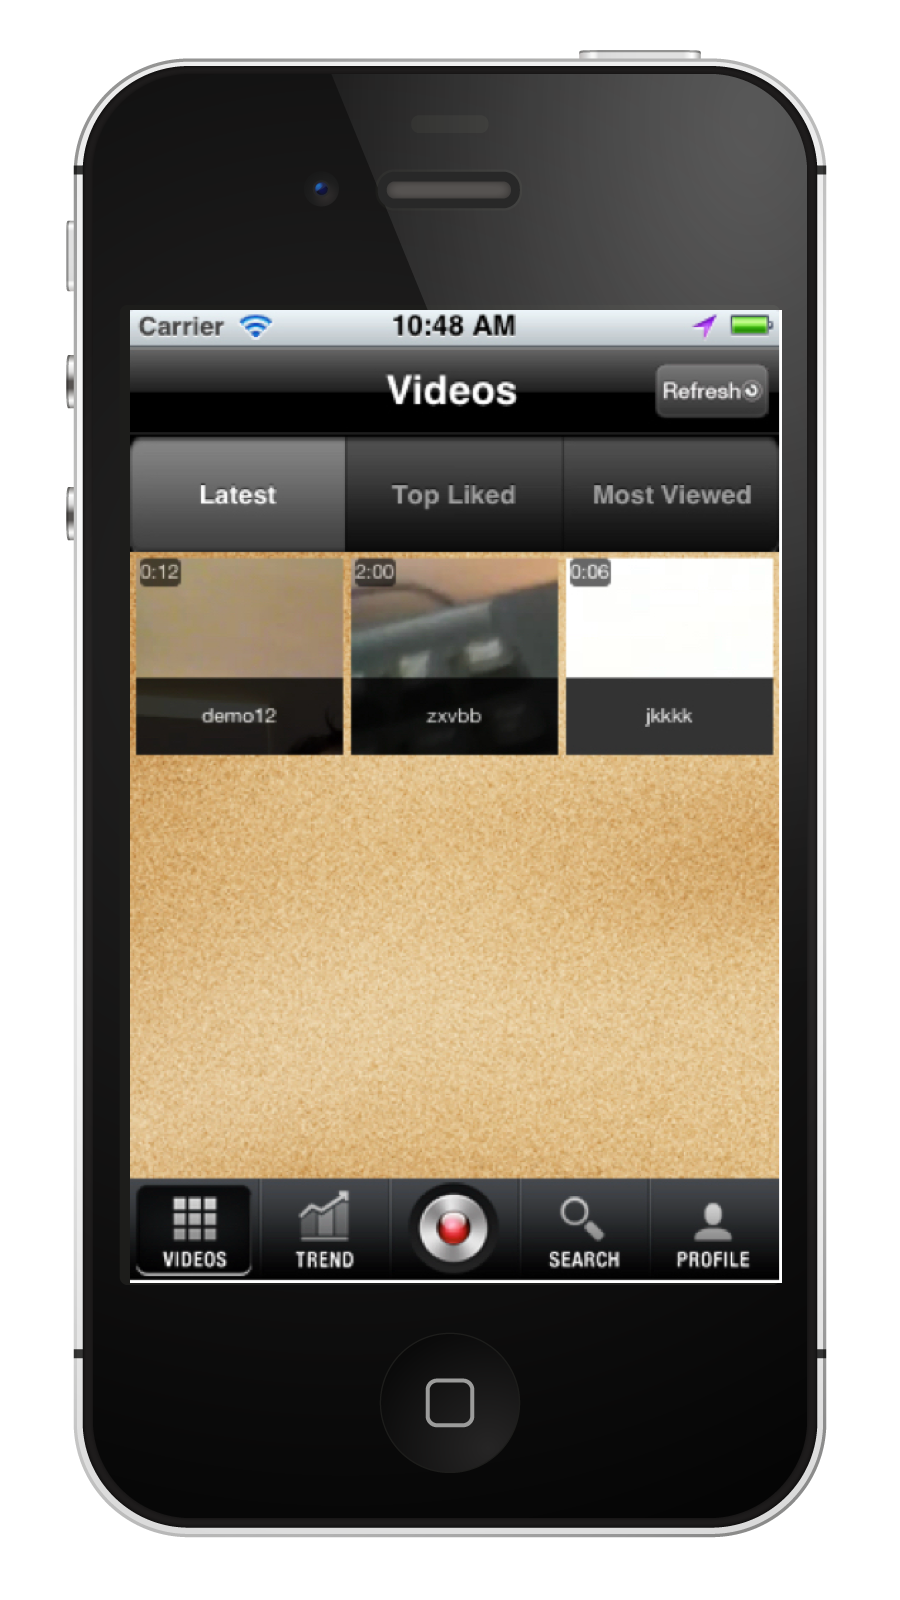 Carrier 10:48 AM
Videos Refresh
Latest Top Liked Most Viewed
0:12 2:00 0:06
demo12 zxvbb jkkkk
VIDEOS TREND SEARCH PROFILE